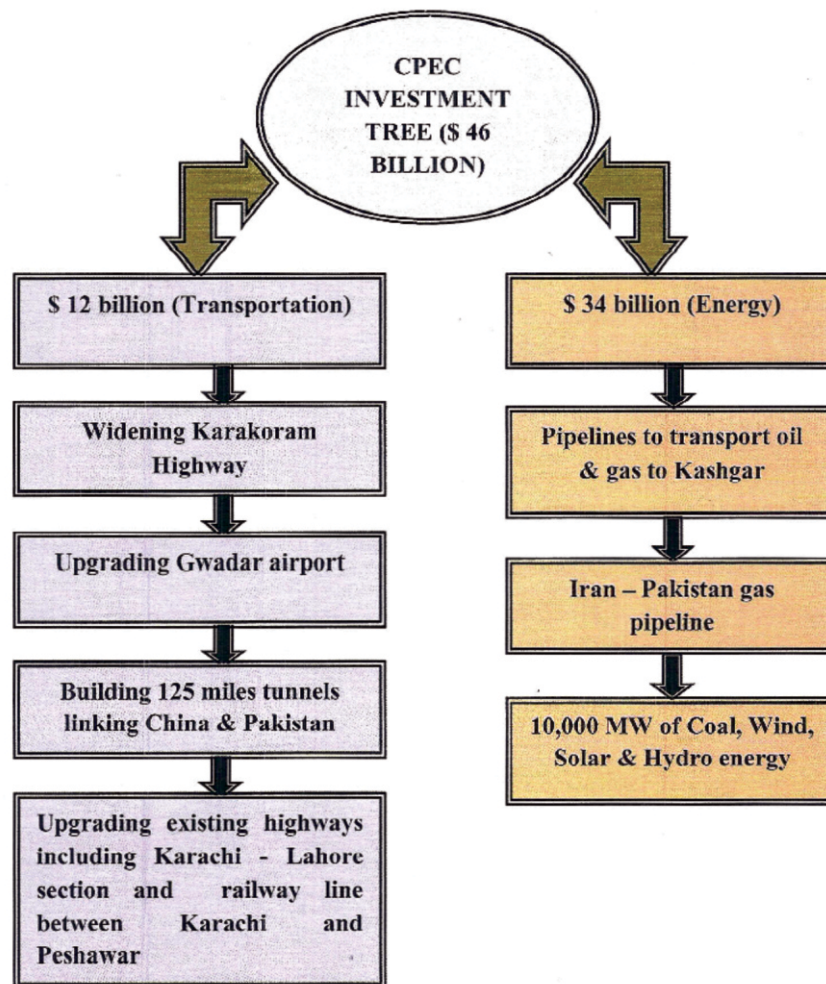 CPEC
INVESTMENT
TREE ($ 46
BILLION)
$ 12 billion (Transportation)
Widening Karakoram
Highway
Upgrading Gwadar airport
Building 125 miles tunnels
linking China & Pakistan
Upgrading existing highways
including Karachi - Lahore
section and railway line
between Karachi and
Peshawar
$ 34 billion (Energy)
Pipelines to transport oil
& gas to Kashgar
Iran – Pakistan gas
pipeline
10,000 MW of Coal, Wind,
Solar & Hydro energy